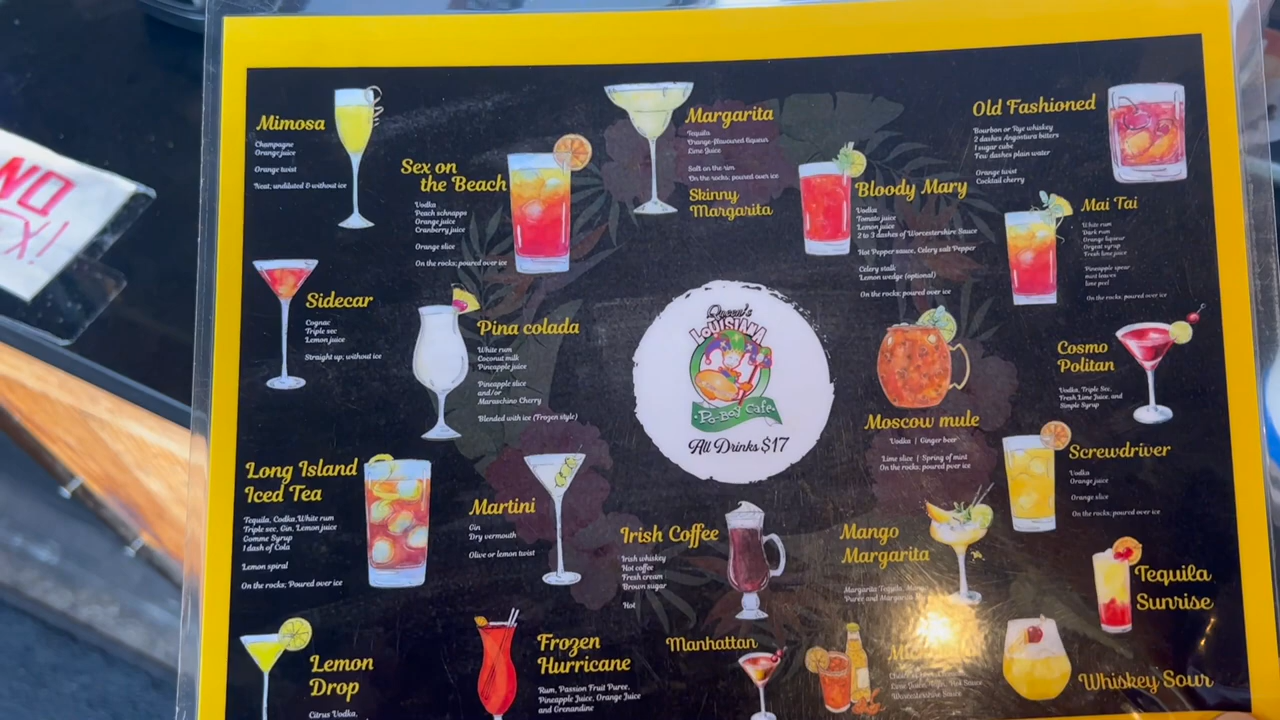 NO
Mimosa
Champagne
Orange juice
Orange twist
Neat; undiluted & without ice
Sex on
the Beach
Vodka
Peach schnapps
Orange juice
Cranberry juice
Orange slice
On the rocks; poured over ice
Margarita
Tequila
Orange-flavoured liqueur
Lime Juice
Salt on the rim
On the rocks; poured over ice
Skinny
Margarita
Bloody Mary
Vodka
Tomato juice
Lemon juice
2 to 3 dashes of Worcestershire Sauce
Hot Pepper sauce, Celery salt Pepper
Celery stalk
Lemon wedge (optional)
On the rocks; poured over ice
Old Fashioned
Bourbon or Rye whiskey
2 dashes Angostura bitters
1 sugar cube
Few dashes plain water
Orange twist
Cocktail cherry
Mai Tai
White rum
Dark rum
Orange liqueur
Orgeat syrup
Fresh lime juice
Pineapple spear
mint leaves
lime peel
On the rocks; poured over ice
Sidecar
Cognac
Triple sec
Lemon juice
Straight up; without ice
Pina colada
White rum
Coconut milk
Pineapple juice
Pineapple slice
and/or
Maraschino Cherry
Blended with ice (Frozen style)
Queen's
LOUISIANA
Po-Boy Cafe
All Drinks $17
Moscow mule
Vodka | Ginger beer
Lime slice | Spring of mint
On the rocks; poured over ice
Cosmo
Politan
Vodka, Triple Sec,
Fresh Lime Juice, and
Simple Syrup
Long Island
Iced Tea
Tequila, Codka, White rum
Triple sec, Gin, Lemon juice
Gomme Syrup
1 dash of Cola
Lemon spiral
On the rocks; Poured over ice
Martini
Gin
Dry vermouth
Olive or lemon twist
Irish Coffee
Irish whiskey
Hot coffee
Fresh cream
Brown sugar
Hot
Mango
Margarita
Margarita Tequila,
Puree and Margarita
Screwdriver
Vodka
Orange juice
Orange slice
On the rocks; poured over ice
Tequila
Sunrise
Lemon
Drop
Citrus Vodka,
Frozen
Hurricane
Rum, Passion Fruit Puree,
Pineapple Juice, Orange Juice
and Grenandine
Manhattan
Lime Juice, Hot Sauce
Worcestershire Sauce
Whiskey Sour